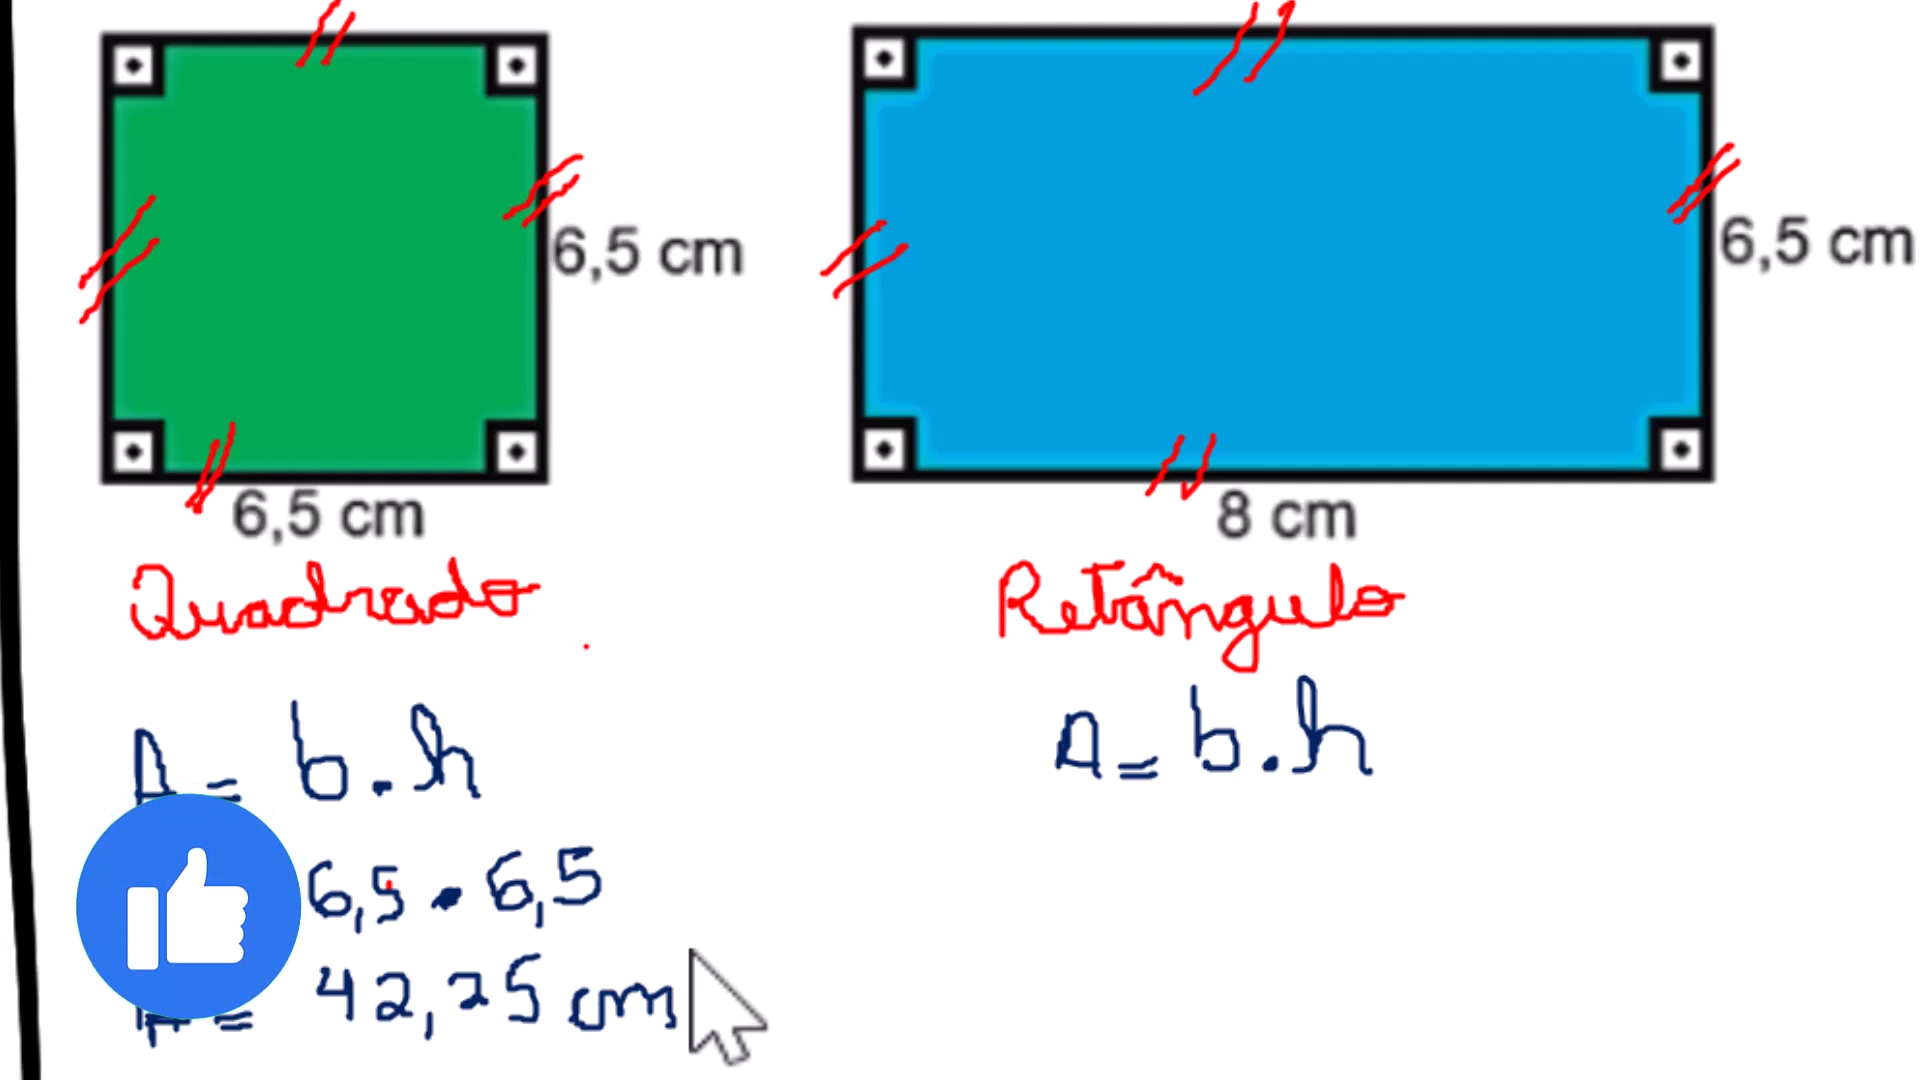 6,5 cm
6,5 cm
6,5 cm
8 cm
Quadrado
Retângulo
A = b . h
A = b . h
6,5 . 6,5
A = 42,25 cm